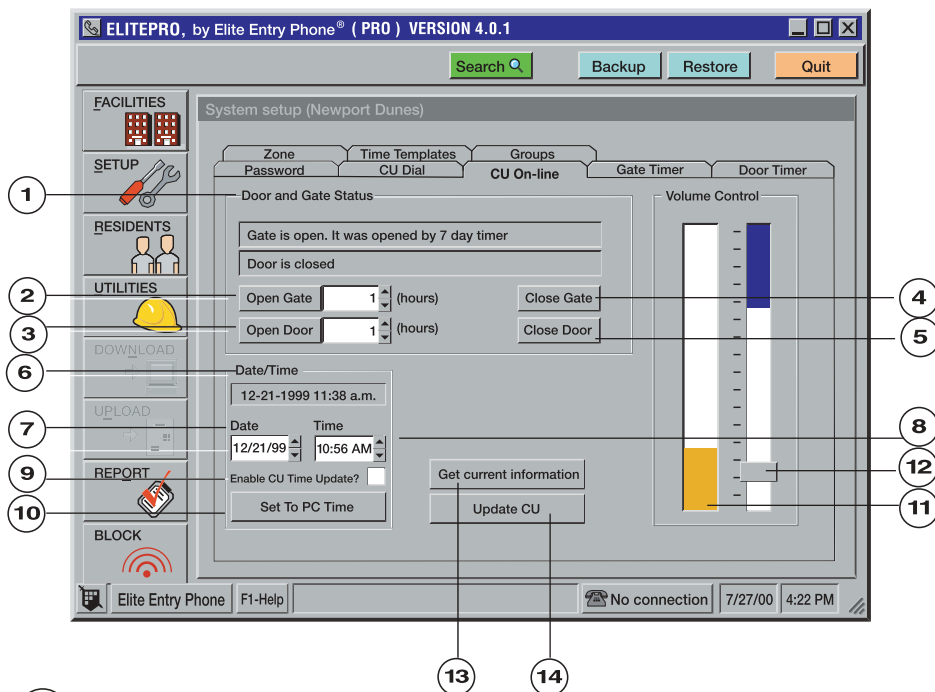 ELITEPRO, by Elite Entry Phone® ( PRO ) VERSION 4.0.1
Search Backup Restore Quit
FACILITIES
SETUP
RESIDENTS
UTILITIES
DOWNLOAD
UPLOAD
REPORT
BLOCK
System setup (Newport Dunes)
Zone Time Templates Groups
Password CU Dial CU On-line Gate Timer Door Timer
1
Door and Gate Status
Volume Control
Gate is open. It was opened by 7 day timer
Door is closed
2
Open Gate 1 (hours) Close Gate
4
3
Open Door 1 (hours) Close Door
5
6
Date/Time
12-21-1999 11:38 a.m.
7
Date Time
8
12/21/99 10:56 AM
9
Enable CU Time Update?
Get current information
12
10
Set To PC Time
Update CU
11
Elite Entry Phone F1-Help No connection 7/27/00 4:22 PM
13 14